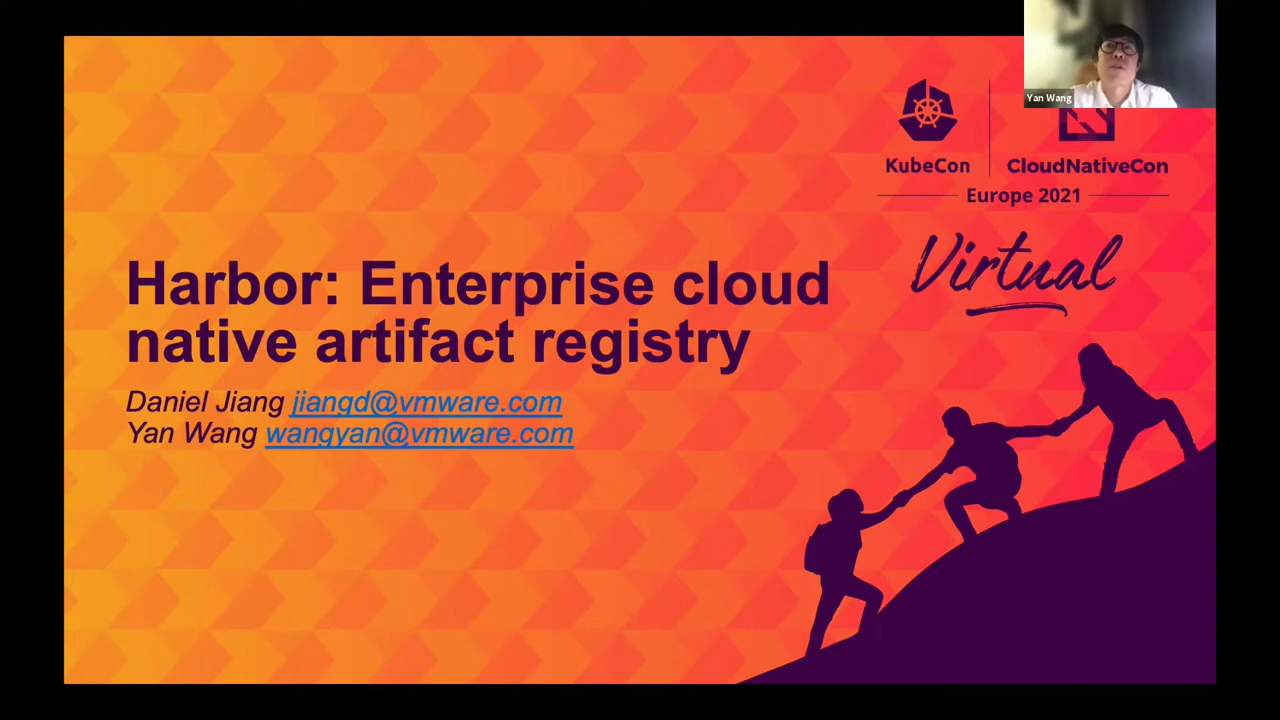 Yan Wang
KubeCon
CloudNativeCon
Europe 2021
Virtual
Harbor: Enterprise cloud
native artifact registry
Daniel Jiang jiangd@vmware.com
Yan Wang wangyan@vmware.com